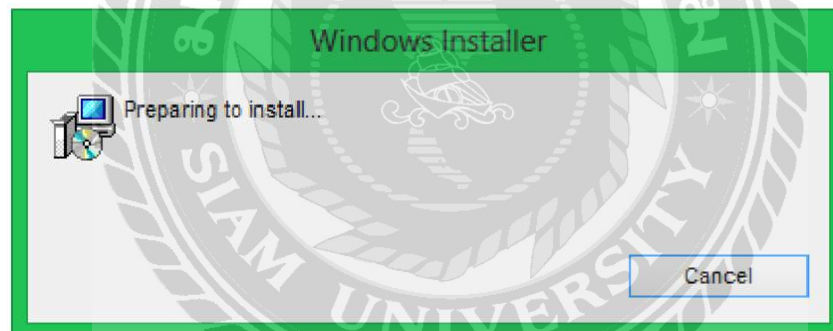 Windows Installer
Preparing to install...
Cancel
SIAM UNIVERSITY